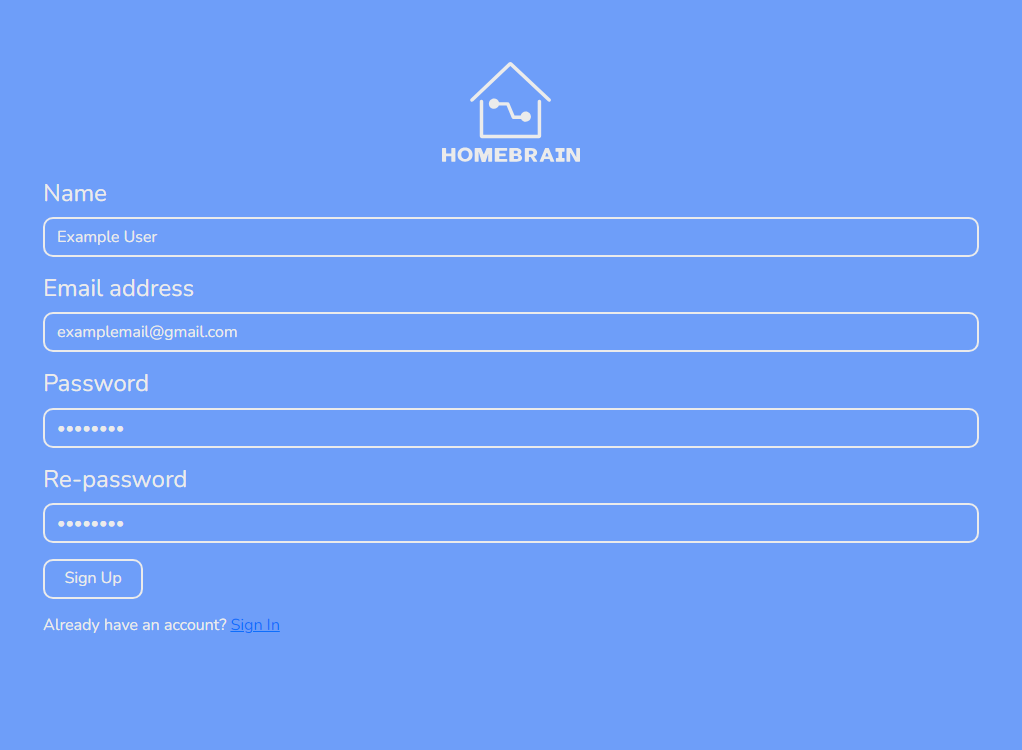 HOMEBRAIN
Name
Example User
Email address
examplemail@gmail.com
Password
••••••••
Re-password
••••••••
Sign Up
Already have an account? Sign In